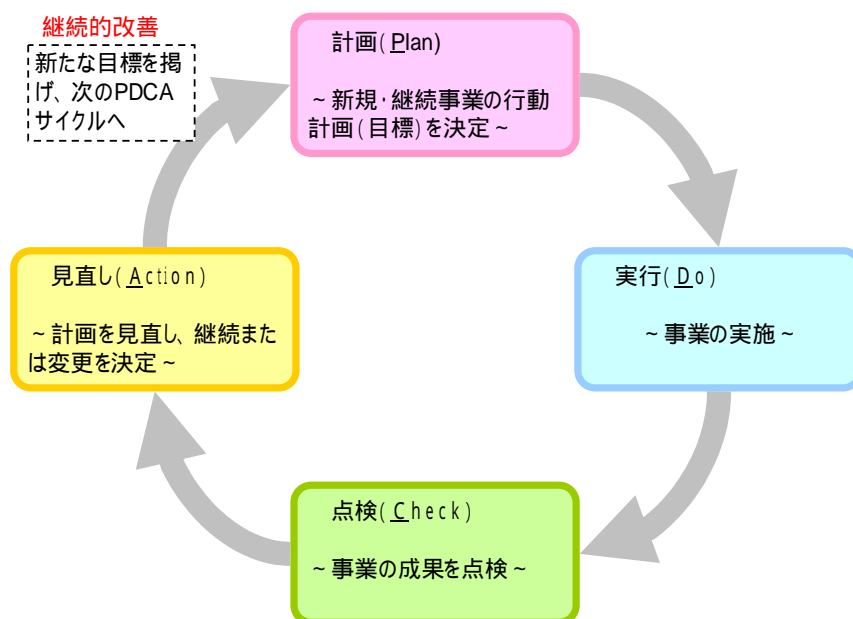 継続的改善
新たな目標を掲
げ、次のPDCA
サイクルへ
計画(Plan)
~新規・継続事業の行動
計画(目標)を決定~
見直し(Action)
~計画を見直し、継続また
は変更を決定~
実行(Do)
~事業の実施~
点検(Check)
~事業の成果を点検~